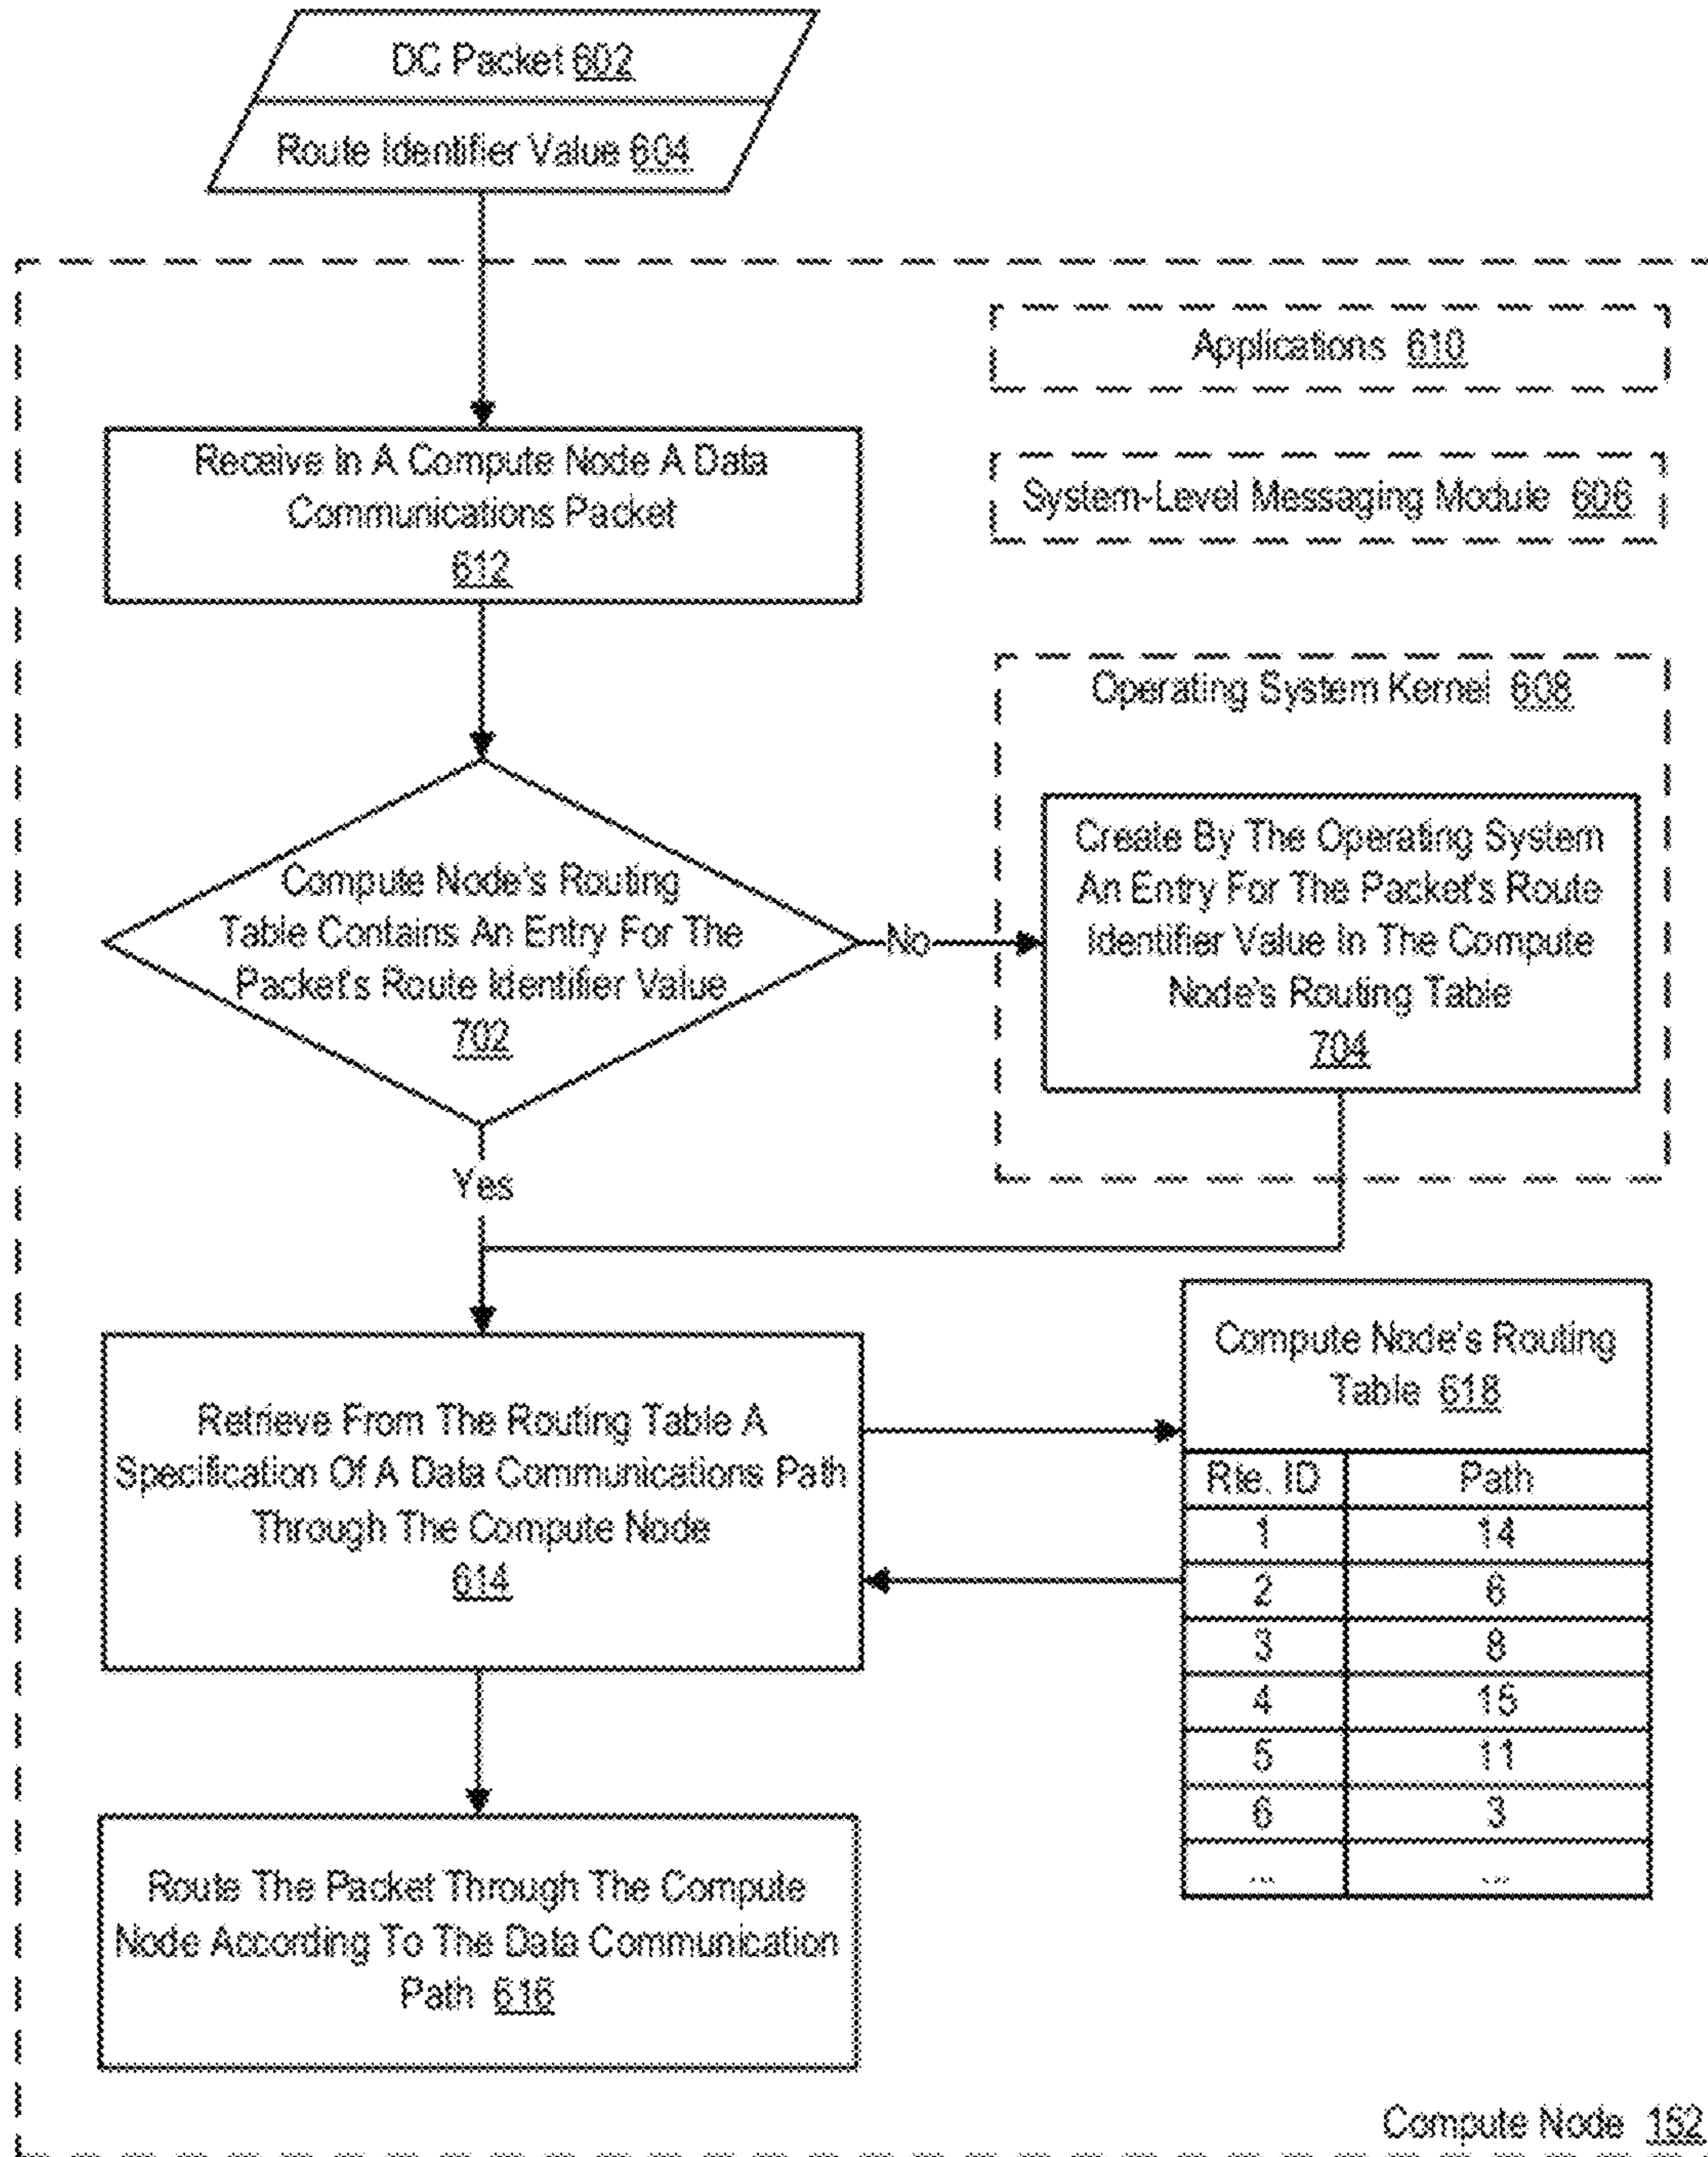 DC Packet 602
Route Identifier Value 604
Applications 610
Receive In A Compute Node A Data
Communications Packet
612
System-Level Messaging Module 606
Operating System Kernel 608
Create By The Operating System
An Entry For The Packet's Route
Identifier Value In The Compute
Node's Routing Table
704
Compute Node's Routing
Table Contains An Entry For The
Packet's Route Identifier Value
702
No
Yes
Compute Node's Routing
Table 618
Retrieve From The Routing Table A
Specification Of A Data Communications Path
Through The Compute Node
614
Rte. ID Path
1 14
2 6
3 8
4 15
5 11
6 3
... ...
Route The Packet Through The Compute
Node According To The Data Communication
Path 616
Compute Node 152